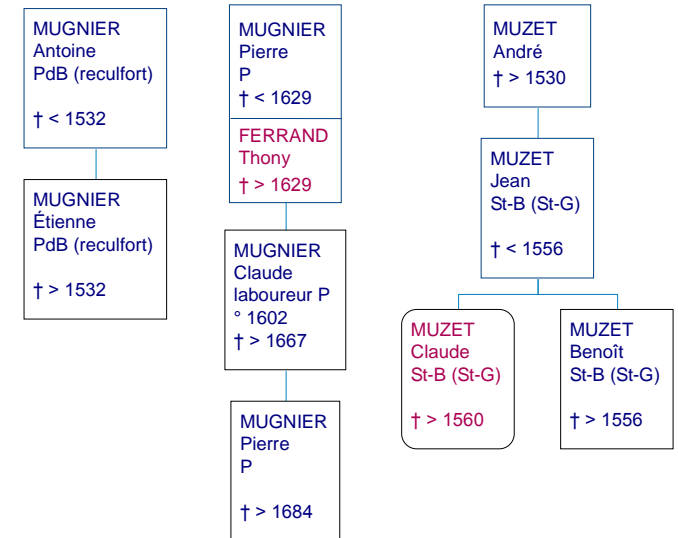 MUGNIER
Antoine
PdB (reculfort)
† < 1532
MUGNIER
Étienne
PdB (reculfort)
† > 1532
MUGNIER
Pierre
P
† < 1629
FERRAND
Thony
† > 1629
MUGNIER
Claude
laboureur P
° 1602
† > 1667
MUGNIER
Pierre
P
† > 1684
MUZET
André
† > 1530
MUZET
Jean
St-B (St-G)
† < 1556
MUZET
Claude
St-B (St-G)
† > 1560
MUZET
Benoît
St-B (St-G)
† > 1556